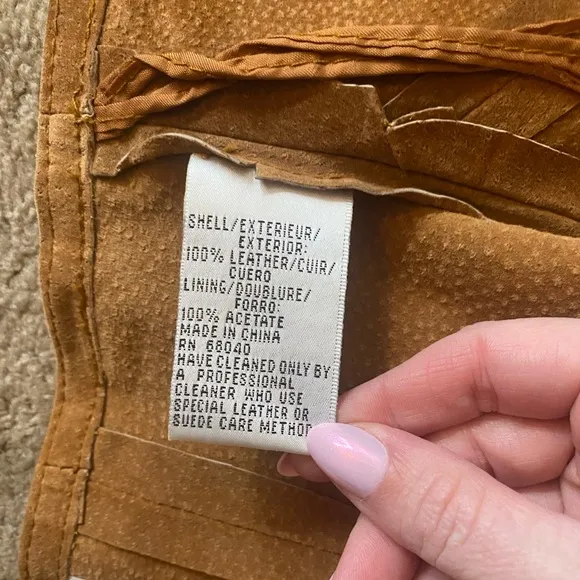 SHELL/EXTERIEUR/
EXTERIOR:
100% LEATHER/CUIR/
CUERO
LINING/DOUBLURE/
FORRO:
100% ACETATE
MADE IN CHINA
RN 68040
HAVE CLEANED ONLY BY
A PROFESSIONAL
CLEANER WHO USE
SPECIAL LEATHER OR
SUEDE CARE METHOD